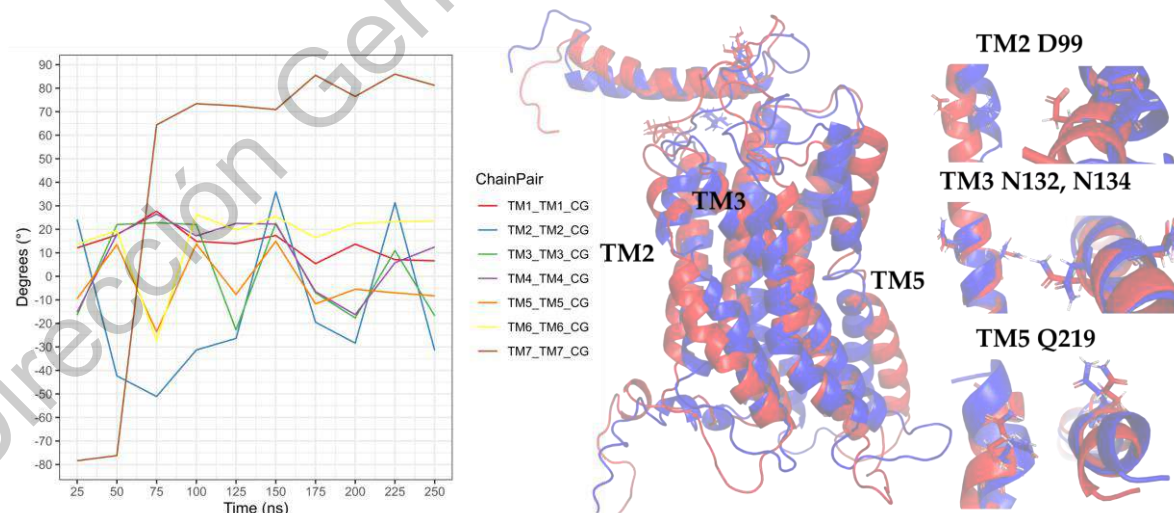 Dirección Gen
90
80
70
60
50
40
30
20
10
0
-10
-20
-30
-40
-50
-60
-70
-80
Degrees (°)
25 50 75 100 125 150 175 200 225 250
Time (ns)
ChainPair
TM1_TM1_CG
TM2_TM2_CG
TM3_TM3_CG
TM4_TM4_CG
TM5_TM5_CG
TM6_TM6_CG
TM7_TM7_CG
TM3
TM2
TM5
TM2 D99
TM3 N132, N134
TM5 Q219